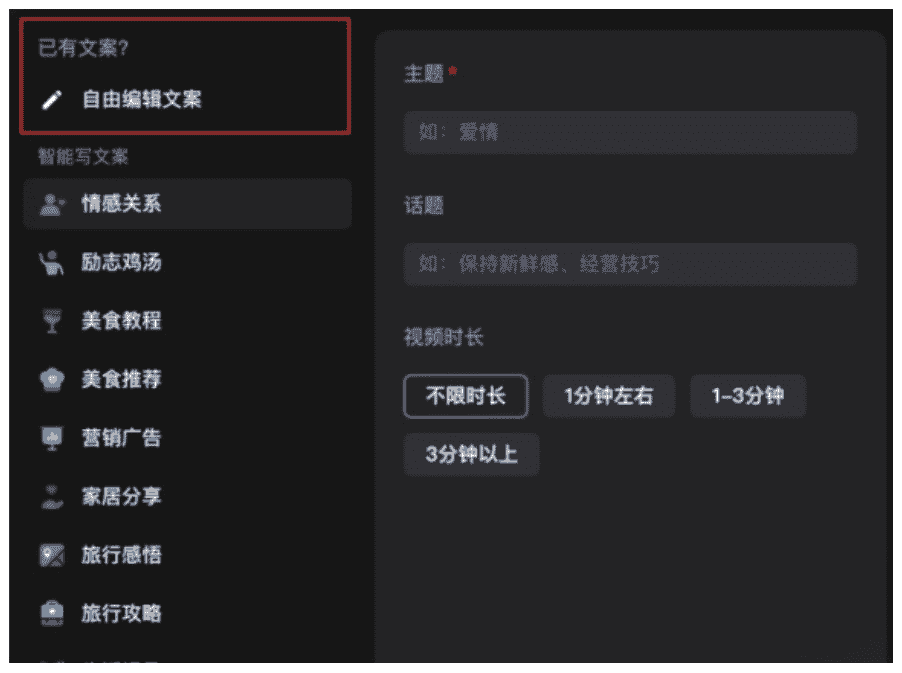 已有文案?
自由编辑文案
智能写文案
情感关系
励志鸡汤
美食教程
美食推荐
营销广告
家居分享
旅行感悟
旅行攻略
主题*
如：爱情
话题
如：保持新鲜感、经营技巧
视频时长
不限时长
1分钟左右
1-3分钟
3分钟以上